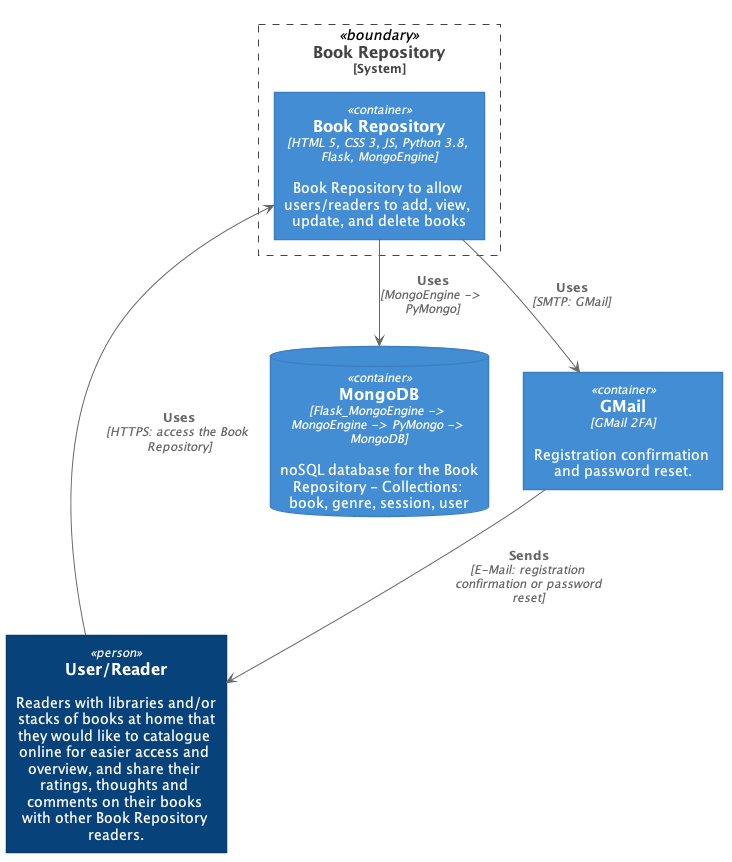 «boundary»
Book Repository
[System]
«container»
Book Repository
[HTML 5, CSS 3, JS, Python 3.8,
Flask, MongoEngine]
Book Repository to allow
users/readers to add, view,
update, and delete books
Uses
[MongoEngine ->
PyMongo]
Uses
[SMTP: GMail]
«container»
MongoDB
[Flask_MongoEngine ->
MongoEngine -> PyMongo ->
MongoDB]
noSQL database for the Book
Repository - Collections:
book, genre, session, user
«container»
GMail
[GMail 2FA]
Registration confirmation
and password reset.
Uses
[HTTPS: access the Book
Repository]
Sends
[E-Mail: registration
confirmation or password
reset]
«person»
User/Reader
Readers with libraries and/or
stacks of books at home that
they would like to catalogue
online for easier access and
overview, and share their
ratings, thoughts and
comments on their books
with other Book Repository
readers.